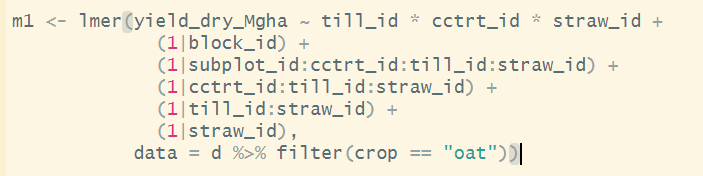 m1 <- lmer(yield_dry_Mgha ~ till_id * cctrt_id * straw_id +
(1|block_id) +
(1|subplot_id:cctrt_id:till_id:straw_id) +
(1|cctrt_id:till_id:straw_id) +
(1|till_id:straw_id) +
(1|straw_id),
data = d %>% filter(crop == "oat"))